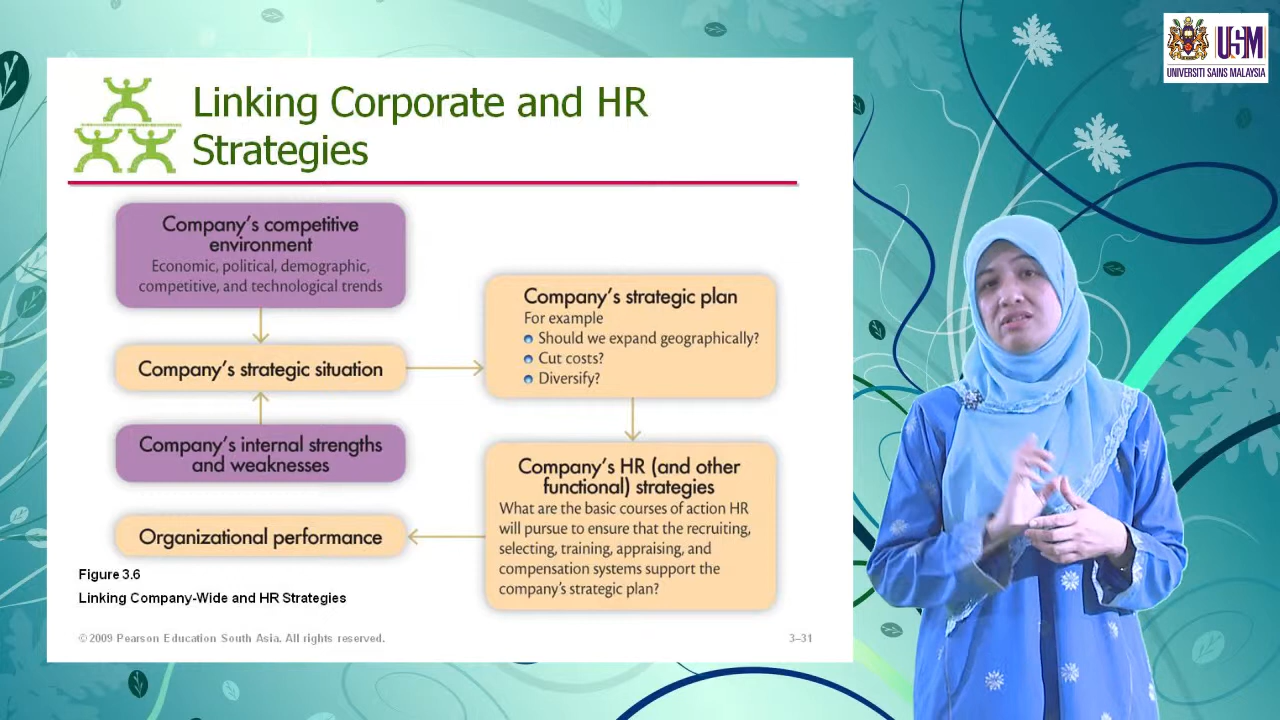 USM
UNIVERSITI SAINS MALAYSIA
Linking Corporate and HR
Strategies
Company's competitive
environment
Economic, political, demographic,
competitive, and technological trends
Company's strategic situation
Company's internal strengths
and weaknesses
Organizational performance
Company's strategic plan
For example
Should we expand geographically?
Cut costs?
Diversify?
Company's HR (and other
functional) strategies
What are the basic courses of action HR
will pursue to ensure that the recruiting,
selecting, training, appraising, and
compensation systems support the
company's strategic plan?
Figure 3.6
Linking Company-Wide and HR Strategies
© 2009 Pearson Education South Asia. All rights reserved.
3–31